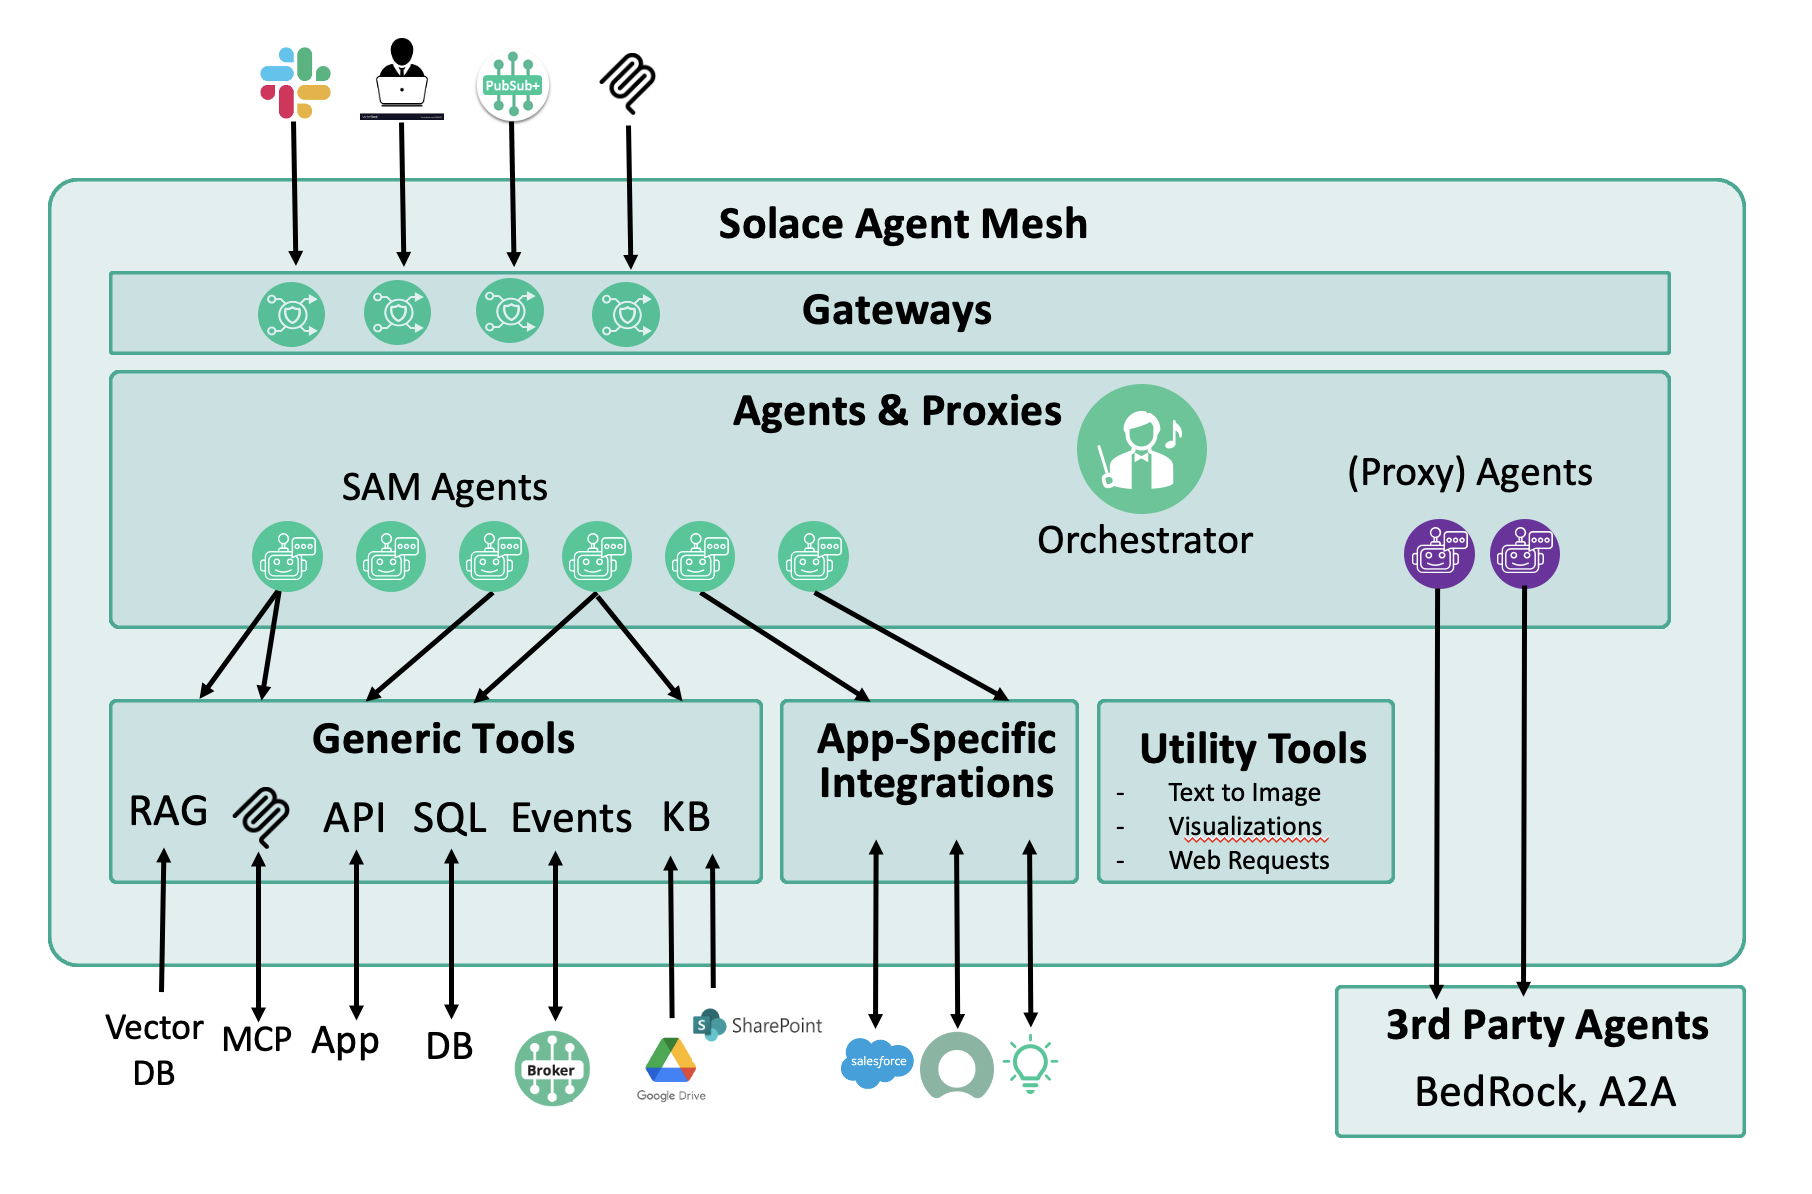 PubSub+
Solace Agent Mesh
Gateways
Agents & Proxies
SAM Agents
Orchestrator
(Proxy) Agents
Generic Tools
RAG
API
SQL
Events
KB
App-Specific
Integrations
Utility Tools
- Text to Image
- Visualizations
- Web Requests
Vector
DB
MCP
App
DB
Broker
SharePoint
Google Drive
salesforce
3rd Party Agents
BedRock, A2A